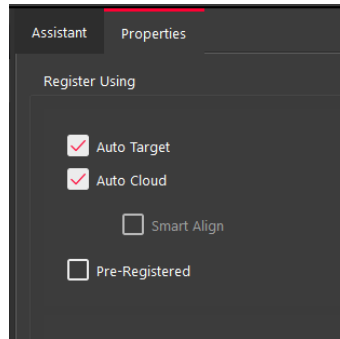 Assistant Properties
Register Using
Auto Target
Auto Cloud
Smart Align
Pre-Registered